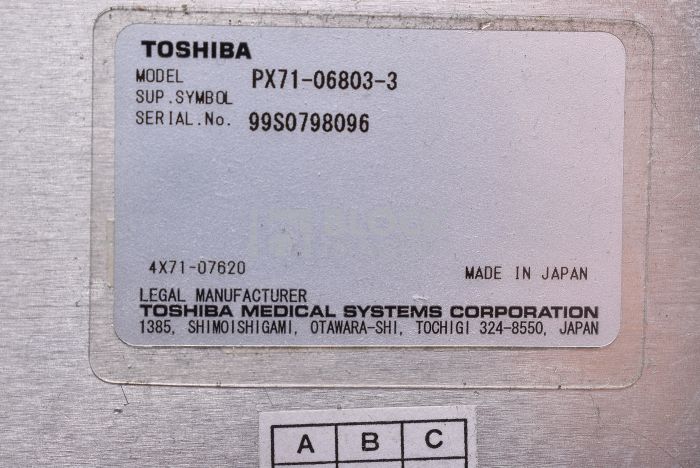 TOSHIBA
MODEL PX71-06803-3
SUP.SYMBOL
SERIAL.No. 99S0798096
BLOCK
4X71-07620 MADE IN JAPAN
LEGAL MANUFACTURER
TOSHIBA MEDICAL SYSTEMS CORPORATION
1385, SHIMOISHIGAMI, OTAWARA-SHI, TOCHIGI 324-8550, JAPAN
A B C